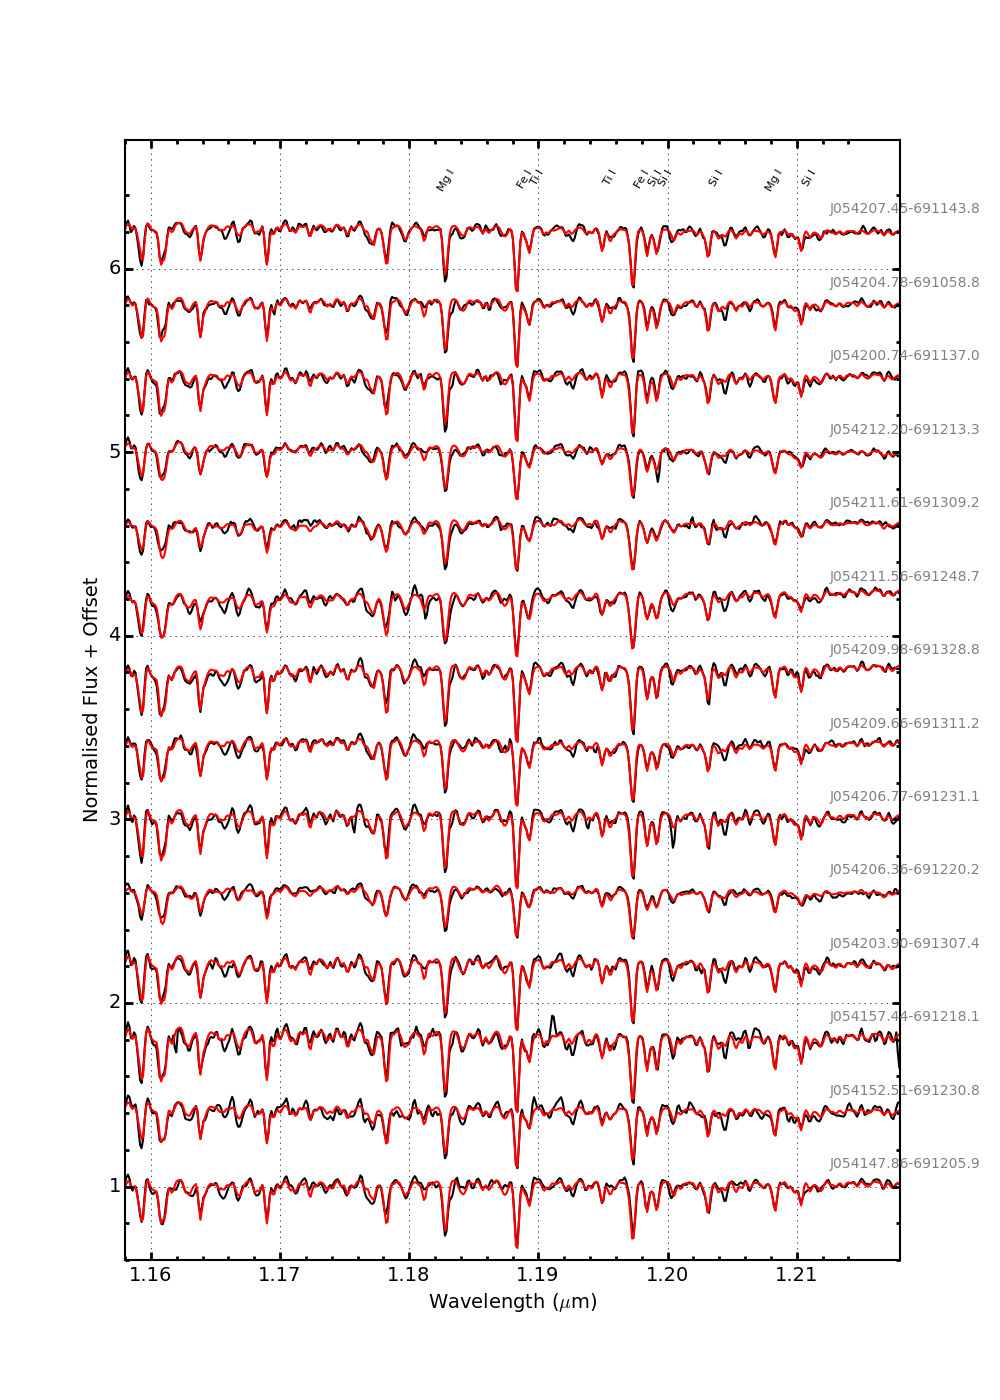 Mg I Fe I Ti I Ti I Fe I Si I Si I Si I Mg I Si I
J054207.45-691143.8
6
J054204.78-691058.8
J054200.74-691137.0
J054212.20-691213.3
5
J054211.61-691309.2
J054211.56-691248.7
4
J054209.98-691328.8
J054209.66-691311.2
J054206.77-691231.1
3
J054206.36-691220.2
J054203.90-691307.4
2
J054157.44-691218.1
J054152.51-691230.8
J054147.86-691205.9
1
Normalised Flux + Offset
1.16 1.17 1.18 1.19 1.20 1.21
Wavelength (μm)